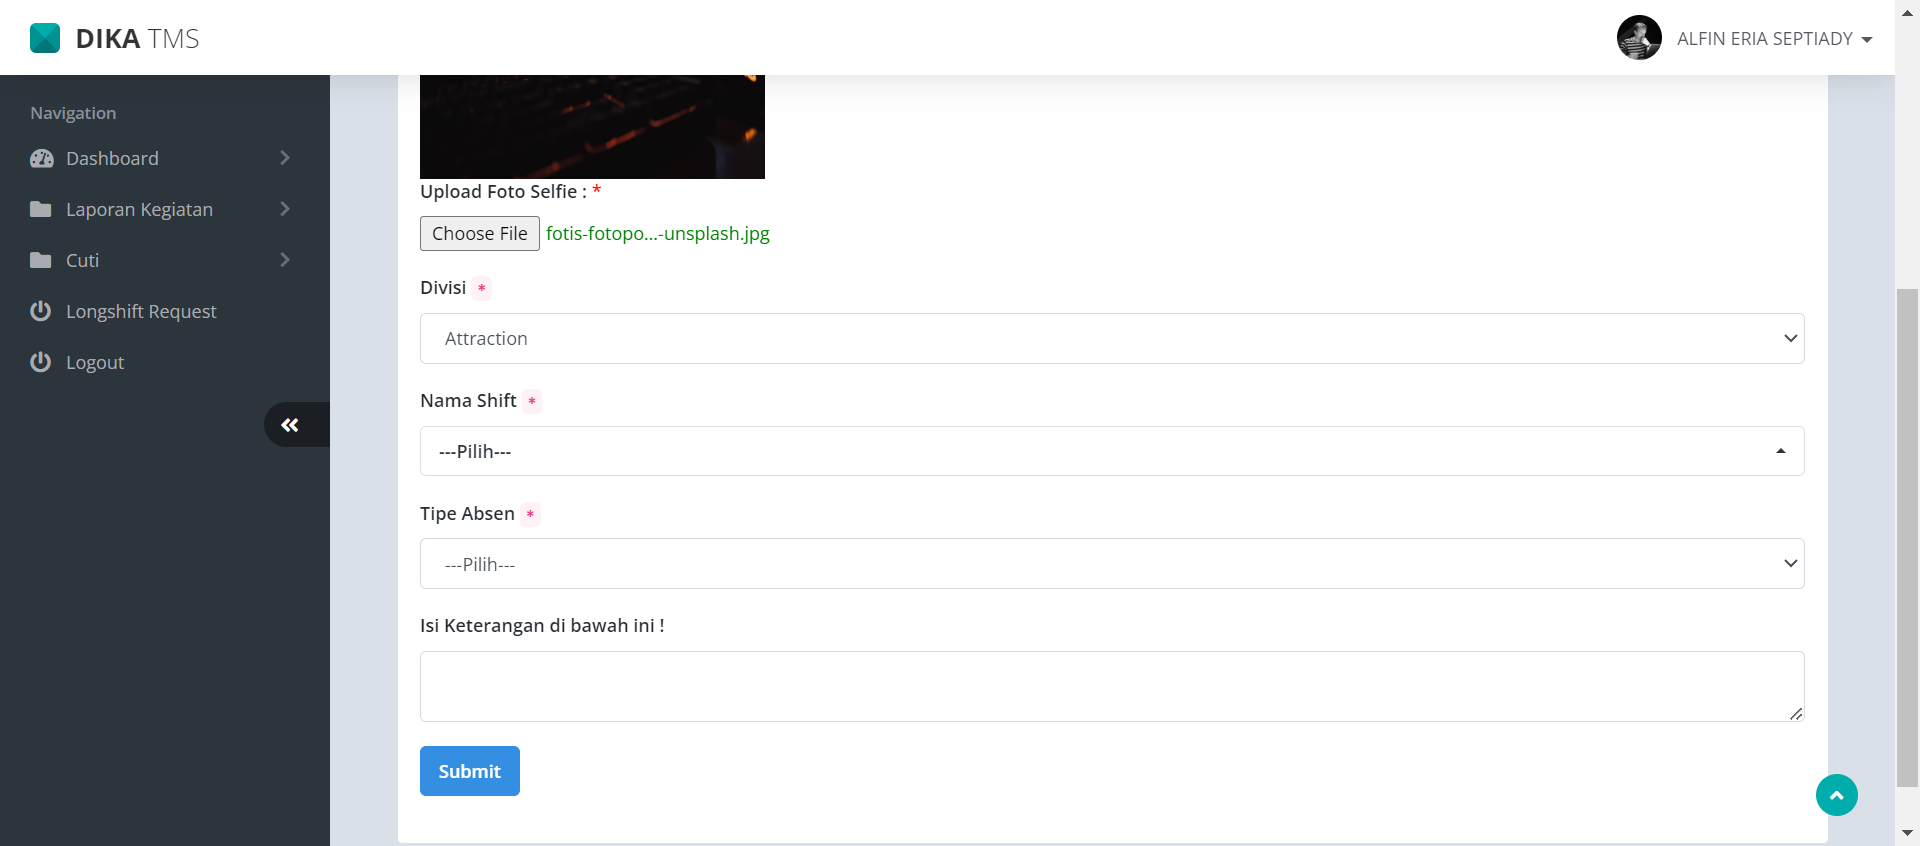 DIKA TMS
ALFIN ERIA SEPTIADY
Navigation
Dashboard
Laporan Kegiatan
Cuti
Longshift Request
Logout
Upload Foto Selfie : *
Choose File fotis-fotopo...-unsplash.jpg
Divisi *
Attraction
Nama Shift *
---Pilih---
Tipe Absen *
---Pilih---
Isi Keterangan di bawah ini !
Submit